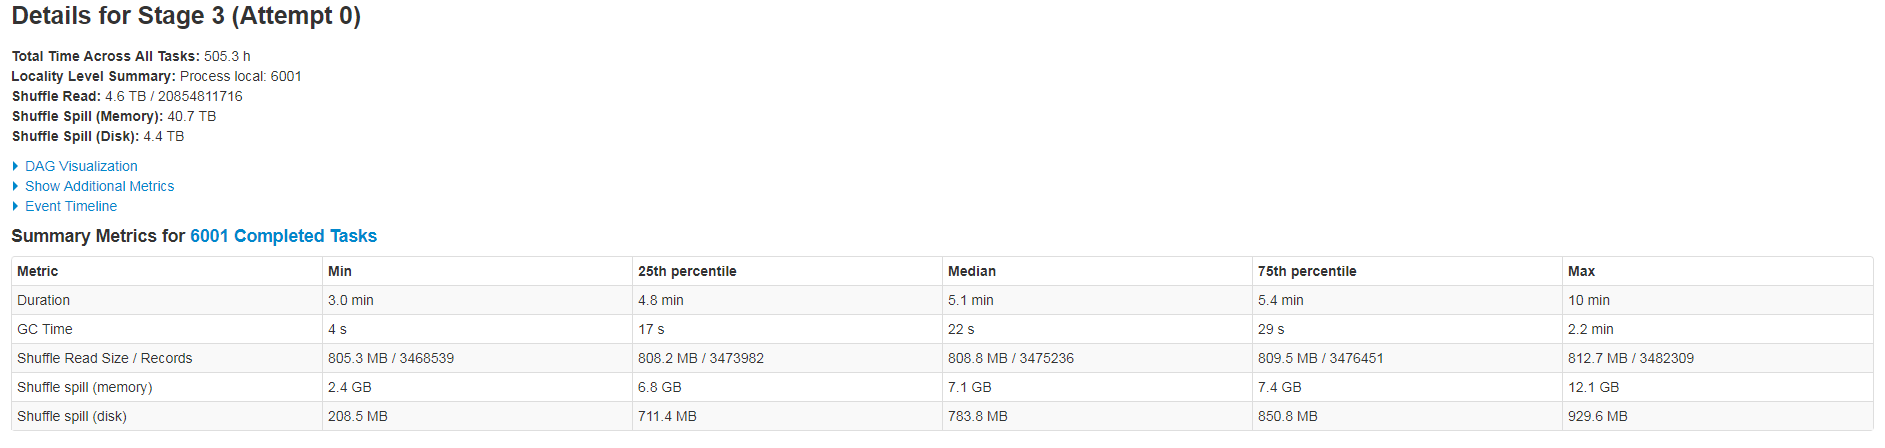 Details for Stage 3 (Attempt 0)
Total Time Across All Tasks: 505.3 h
Locality Level Summary: Process local: 6001
Shuffle Read: 4.6 TB / 20854811716
Shuffle Spill (Memory): 40.7 TB
Shuffle Spill (Disk): 4.4 TB
DAG Visualization
Show Additional Metrics
Event Timeline
Summary Metrics for 6001 Completed Tasks
Metric Min 25th percentile Median 75th percentile Max
Duration 3.0 min 4.8 min 5.1 min 5.4 min 10 min
GC Time 4 s 17 s 22 s 29 s 2.2 min
Shuffle Read Size / Records 805.3 MB / 3468539 808.2 MB / 3473982 808.8 MB / 3475236 809.5 MB / 3476451 812.7 MB / 3482309
Shuffle spill (memory) 2.4 GB 6.8 GB 7.1 GB 7.4 GB 12.1 GB
Shuffle spill (disk) 208.5 MB 711.4 MB 783.8 MB 850.8 MB 929.6 MB